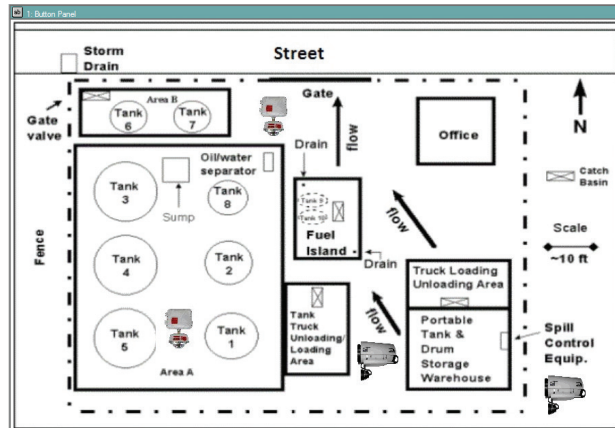 1: Button Panel
Storm
Drain
Street
Gate
valve
Area B
Tank
6
Tank
7
Gate
flow
Office
N
Catch
Basin
Drain
Oil/water
separator
Sump
Tank
3
Tank
8
Fuel
Island
Drain
flow
Scale
~10 ft
Fence
Tank
4
Tank
2
Truck Loading
Unloading Area
Tank
5
Tank
1
Area A
Tank
Truck
Unloading/
Loading
Area
flow
Portable
Tank &
Drum
Storage
Warehouse
Spill
Control
Equip.